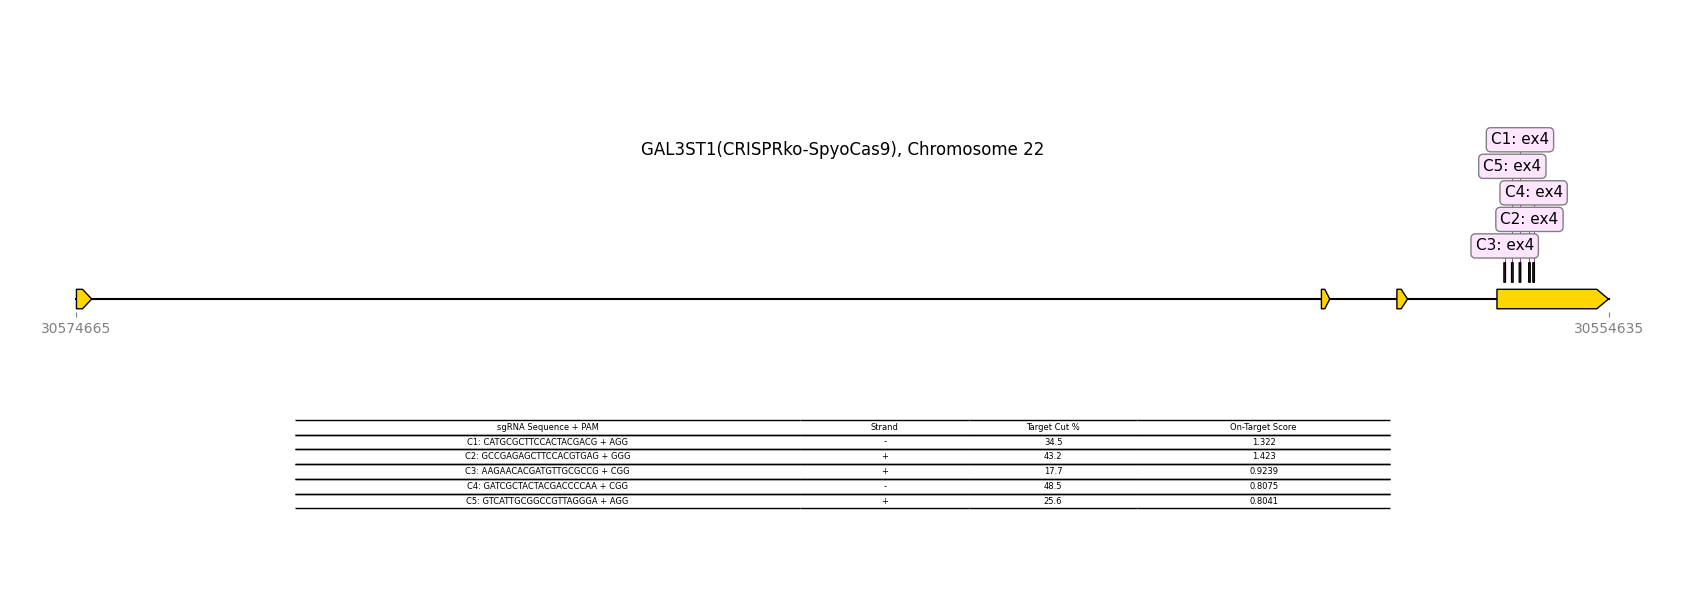 GAL3ST1(CRISPRko-SpyoCas9), Chromosome 22
C1: ex4
C5: ex4
C4: ex4
C2: ex4
C3: ex4
30574665
30554635
sgRNA Sequence + PAM Strand Target Cut % On-Target Score
C1: CATGCGCTTCCACTACGACG + AGG - 34.5 1.322
C2: GCCGAGAGCTTCCACGTGAG + GGG + 43.2 1.423
C3: AAGAACACGATGTTGCGCCG + CGG + 17.7 0.9239
C4: GATCGCTACTACGACCCCAA + CGG - 48.5 0.8075
C5: GTCATTGCGGCCGTTAGGGA + AGG + 25.6 0.8041